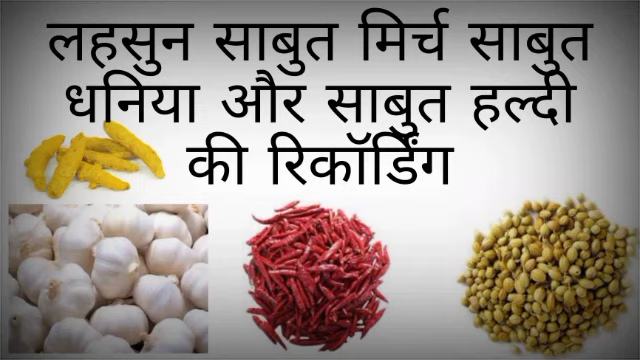 लहसुन साबुत मिर्च साबुत
धनिया और साबुत हल्दी
की रिकॉर्डिंग